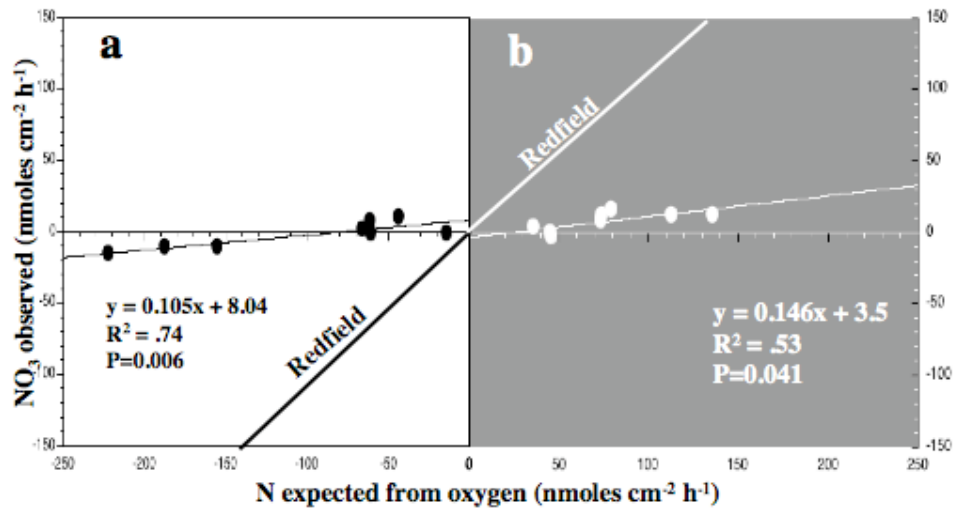 a
b
150
100
50
0
-50
-100
-150
150
100
50
0
-50
-100
-150
Redfield
Redfield
y = 0.105x + 8.04
R² = .74
P=0.006
y = 0.146x + 3.5
R² = .53
P=0.041
-250 -200 -150 -100 -50 0 50 100 150 200 250
NO₃ observed (nmoles cm⁻² h⁻¹)
N expected from oxygen (nmoles cm⁻² h⁻¹)